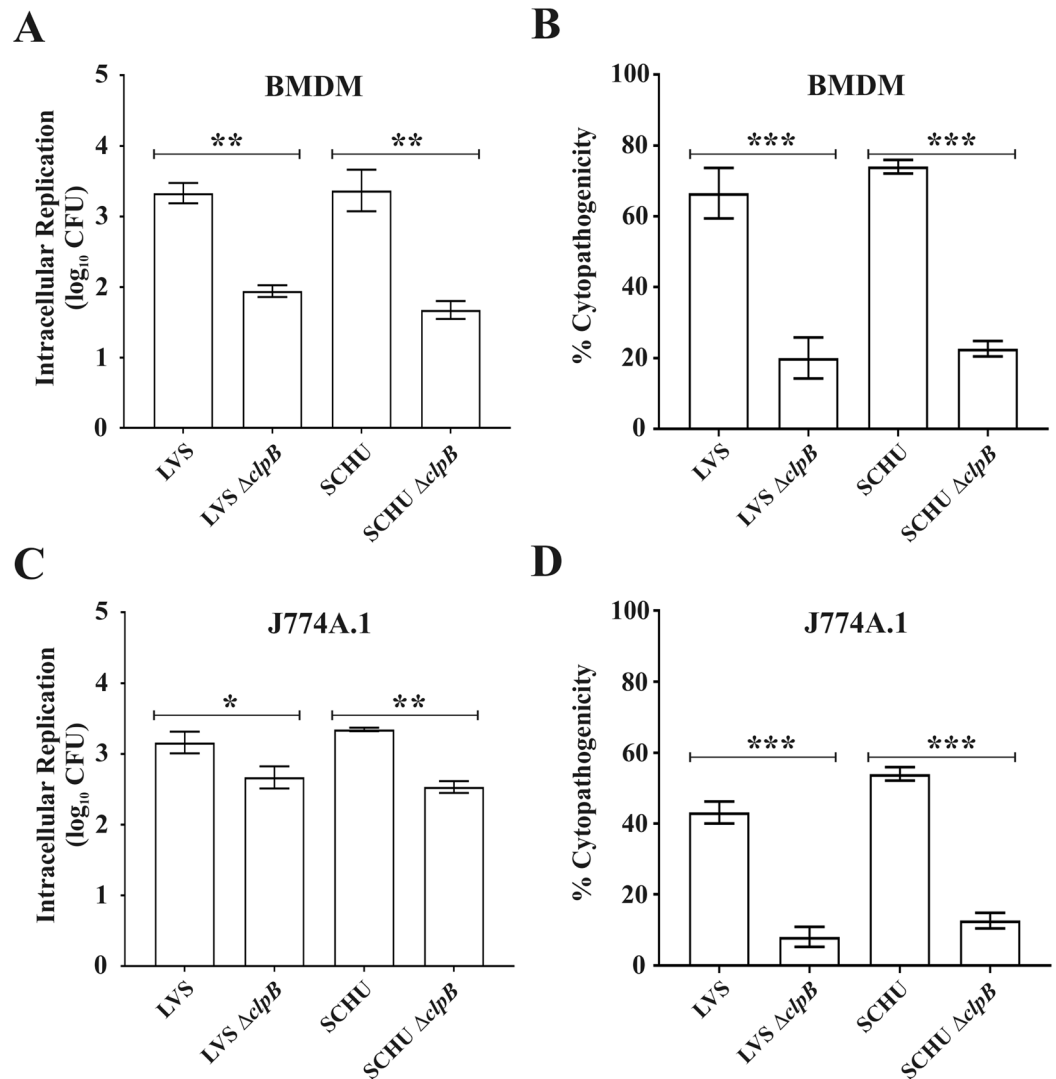 A
BMDM
Intracellular Replication
(log₁₀ CFU)
5
4
3
2
1
0
**
**
LVS
LVS ΔclpB
SCHU
SCHU ΔclpB
B
BMDM
% Cytopathogenicity
100
80
60
40
20
0
***
***
LVS
LVS ΔclpB
SCHU
SCHU ΔclpB
C
J774A.1
Intracellular Replication
(log₁₀ CFU)
5
4
3
2
1
0
*
**
LVS
LVS ΔclpB
SCHU
SCHU ΔclpB
D
J774A.1
% Cytopathogenicity
100
80
60
40
20
0
***
***
LVS
LVS ΔclpB
SCHU
SCHU ΔclpB